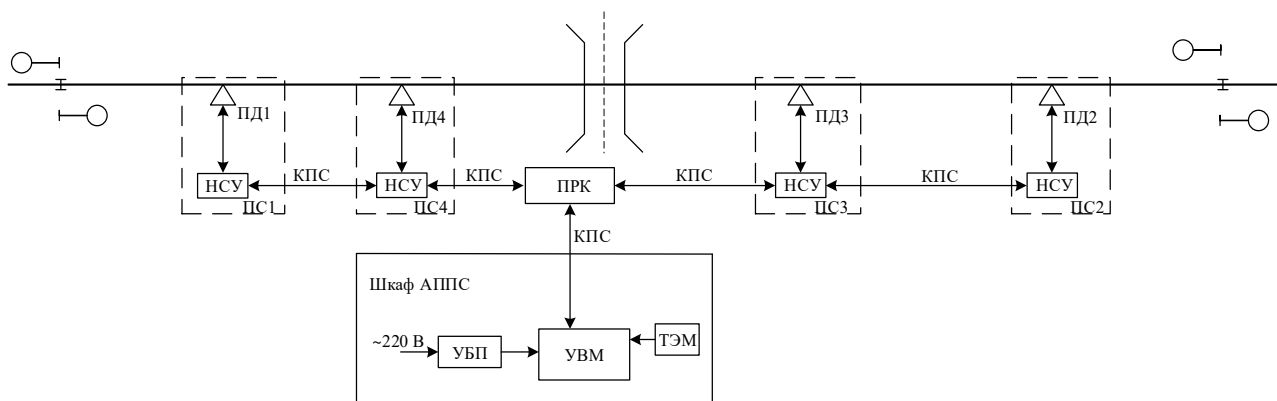 ПД1
ПД4
ПД3
ПД2
КПС
КПС
КПС
КПС
НСУ
НСУ
ПРК
НСУ
НСУ
ПС1
ПС4
ПС3
ПС2
КПС
Шкаф АППС
~220 В
УБП
УВМ
ТЭМ